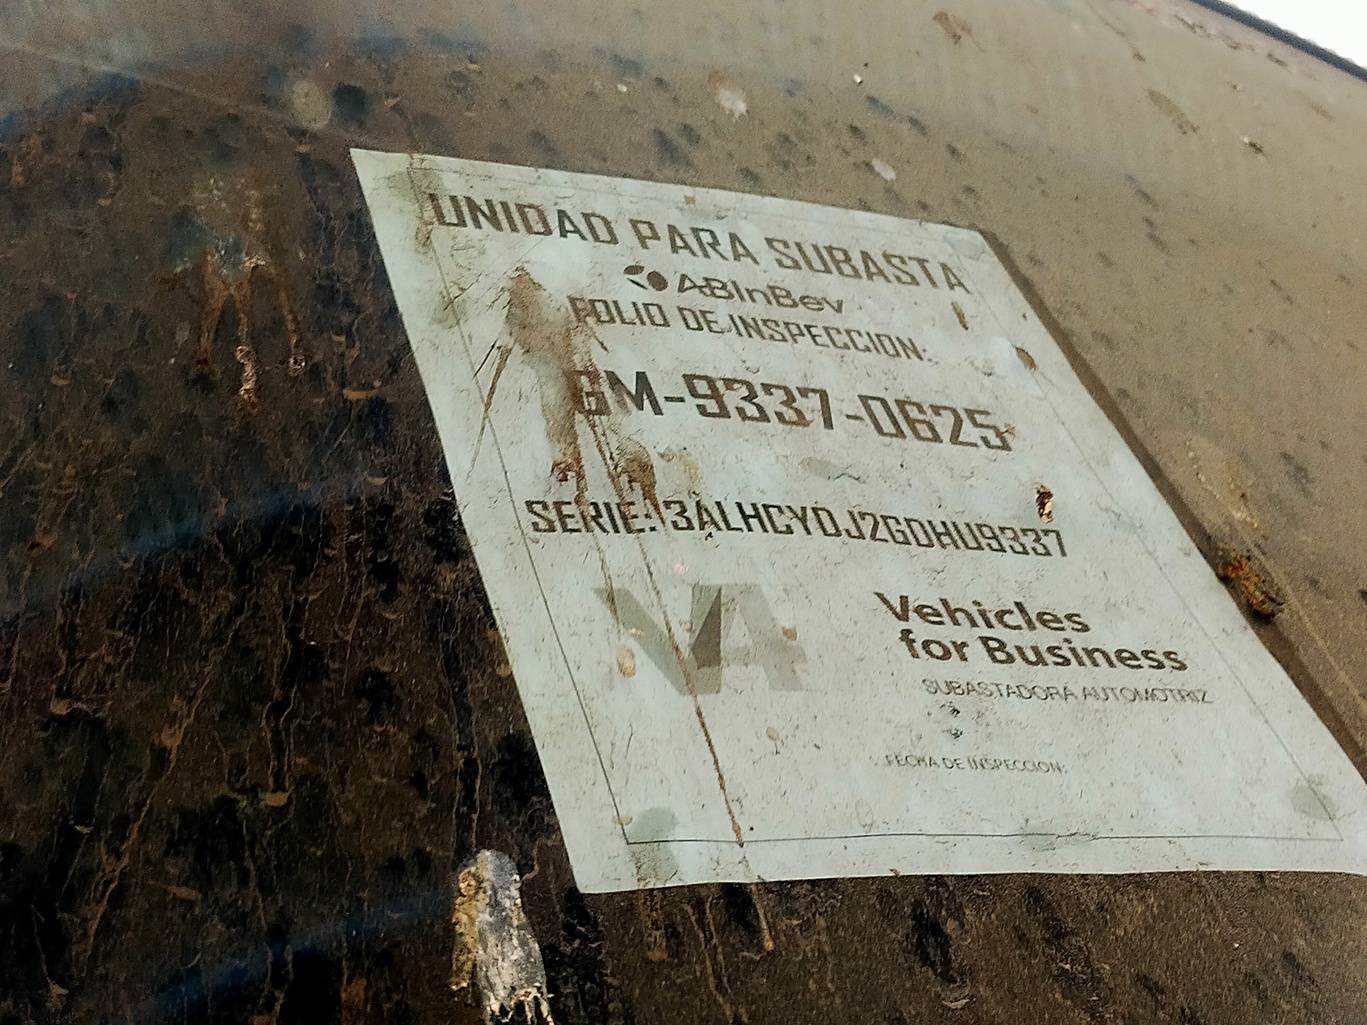 UNIDAD PARA SUBASTA
ABInBev
FOLIO DE INSPECCION:
GM-9337-0625
SERIE: 3ALHCYDJ2GDHU9337
VA
Vehicles
for Business
SUBASTADORA AUTOMOTRIZ
FECHA DE INSPECCION: